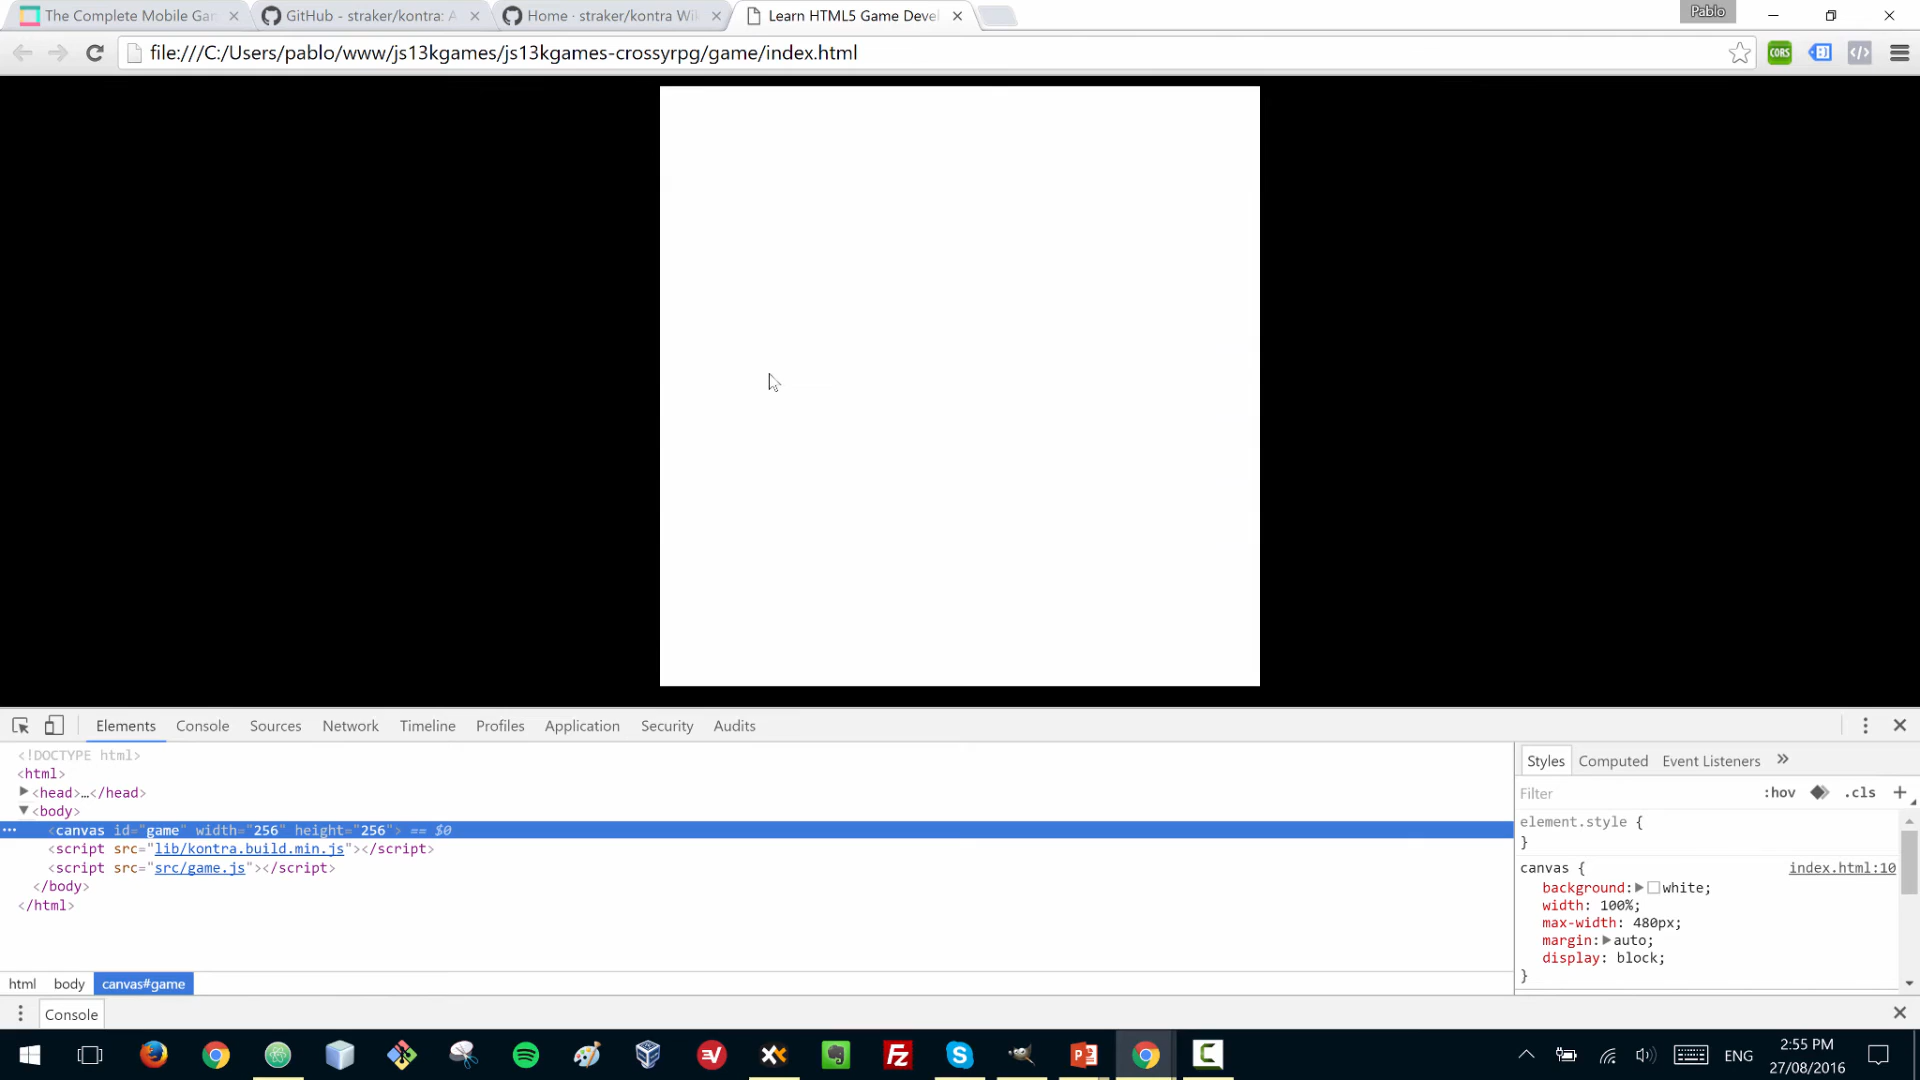 The Complete Mobile Gam
GitHub - straker/kontra: A
Home · straker/kontra Wik
Learn HTML5 Game Devel
Pablo
file:///C:/Users/pablo/www/js13kgames/js13kgames-crossyrpg/game/index.html
CORS
Elements Console Sources Network Timeline Profiles Application Security Audits
<!DOCTYPE html>
<html>
<head>…</head>
<body>
<canvas id="game" width="256" height="256"> == $0
<script src="lib/kontra.build.min.js"></script>
<script src="src/game.js"></script>
</body>
</html>
Styles Computed Event Listeners »
Filter :hov .cls +
element.style {
}
canvas { index.html:10
background: white;
width: 100%;
max-width: 480px;
margin: auto;
display: block;
}
html body canvas#game
Console
ENG
2:55 PM
27/08/2016